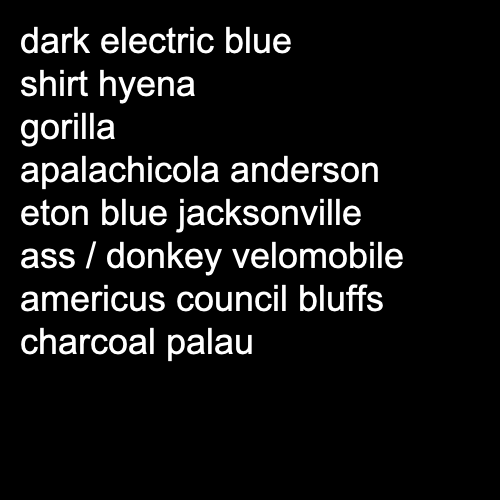 dark electric blue
shirt hyena
gorilla
apalachicola anderson
eton blue jacksonville
ass / donkey velomobile
americus council bluffs
charcoal palau